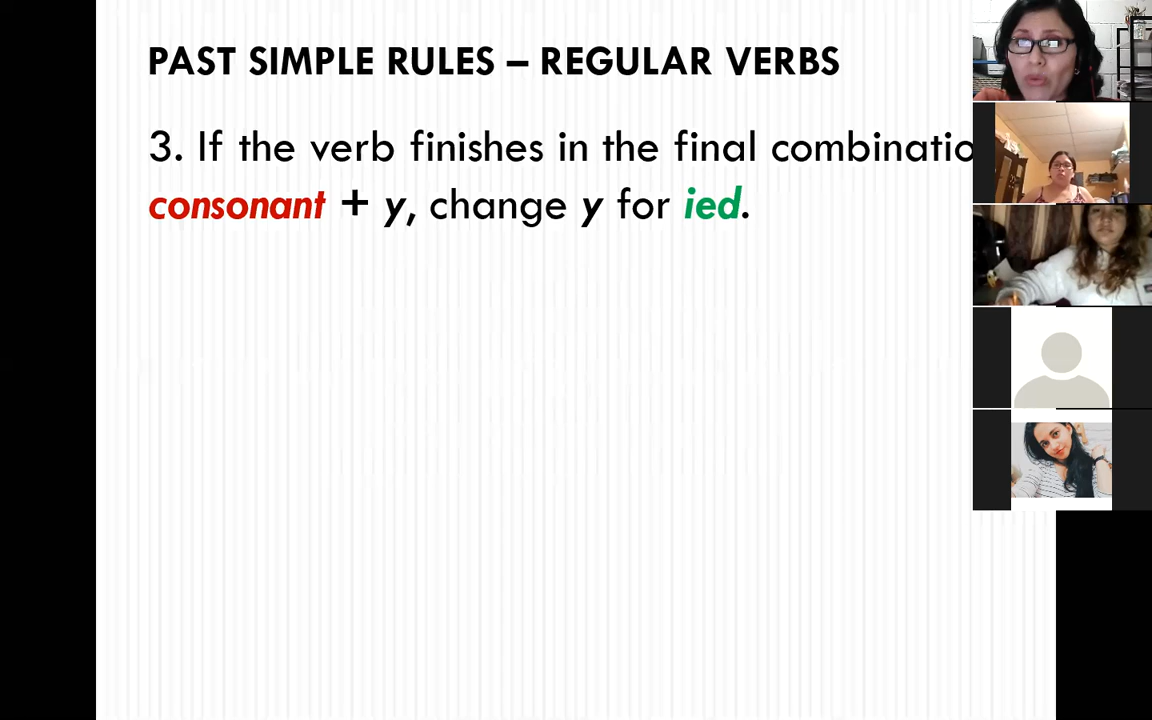 PAST SIMPLE RULES – REGULAR VERBS
3. If the verb finishes in the final combinatio
consonant + y, change y for ied.